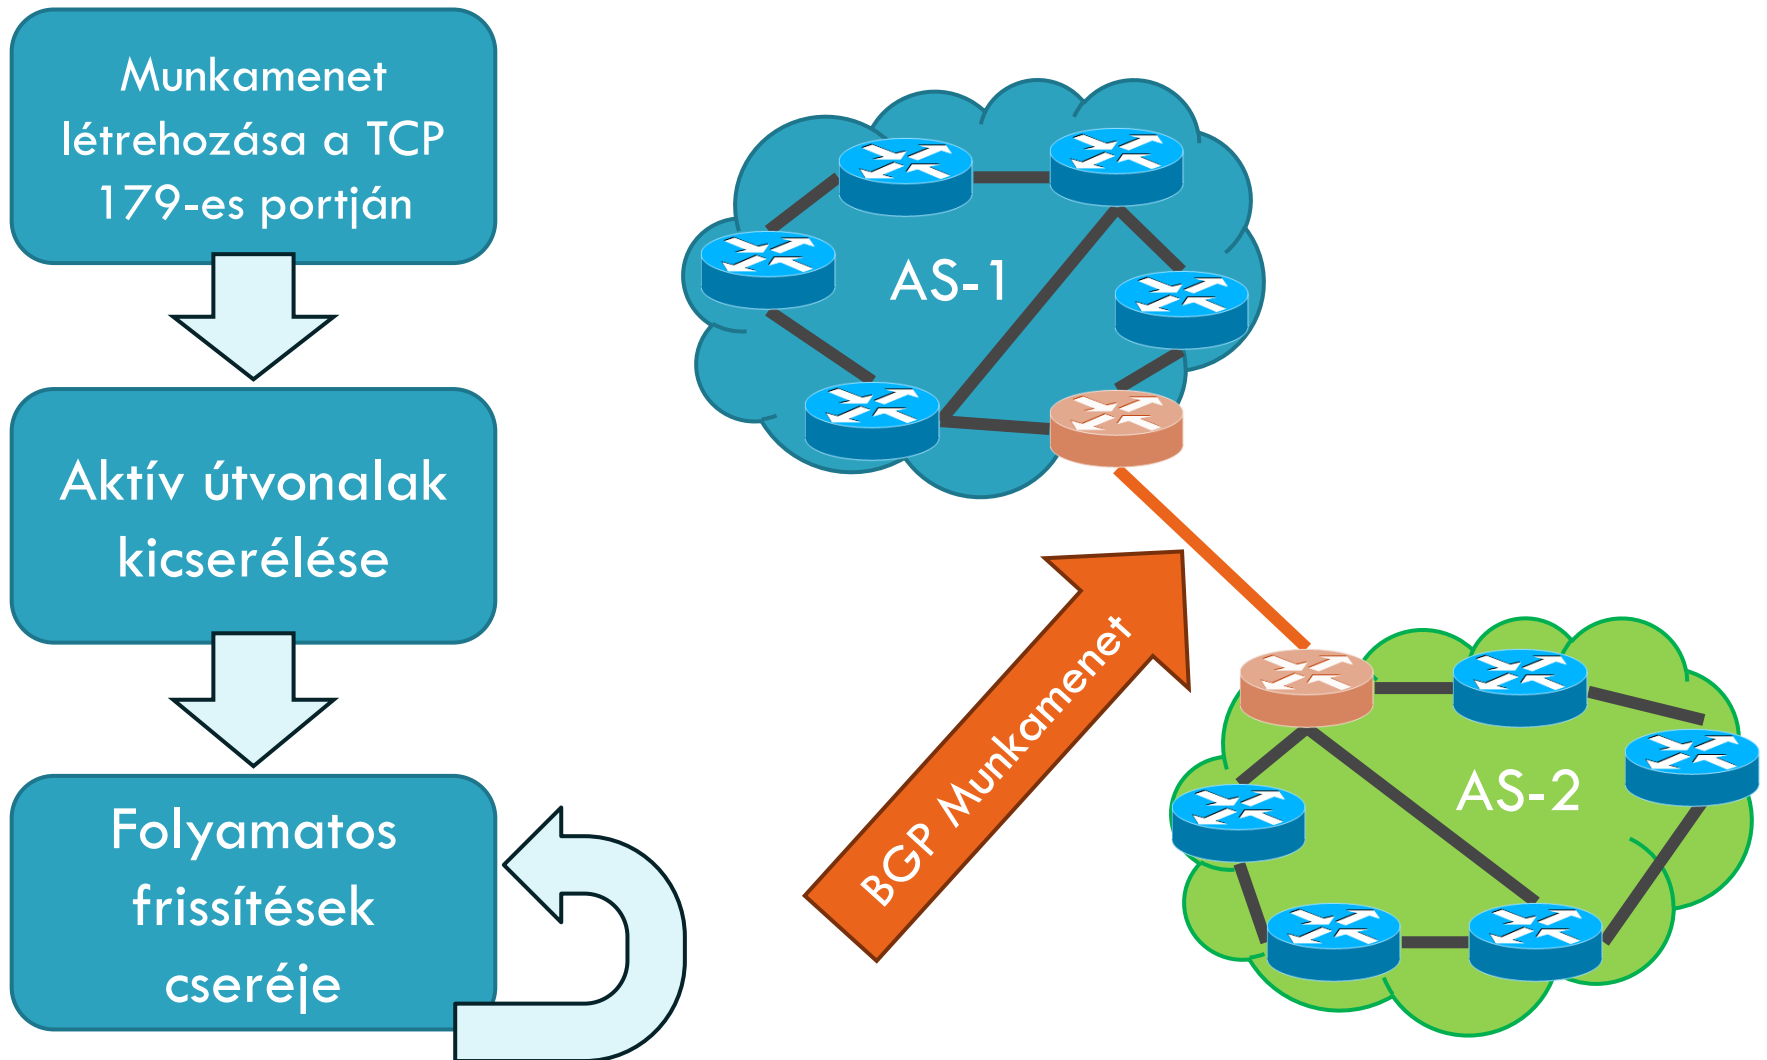 Munkamenet
létrehozása a TCP
179-es portján
Aktív útvonalak
kicserélése
Folyamatos
frissítések
cseréje
AS-1
BGP Munkamenet
AS-2